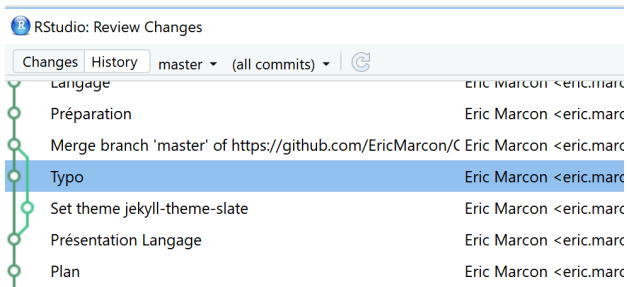 RStudio: Review Changes
Changes History master (all commits)
Langage Eric Marcon <eric.marc
Préparation Eric Marcon <eric.marc
Merge branch 'master' of https://github.com/EricMarcon/C Eric Marcon <eric.marc
Typo Eric Marcon <eric.marc
Set theme jekyll-theme-slate Eric Marcon <eric.marc
Présentation Langage Eric Marcon <eric.marc
Plan Eric Marcon <eric.marc